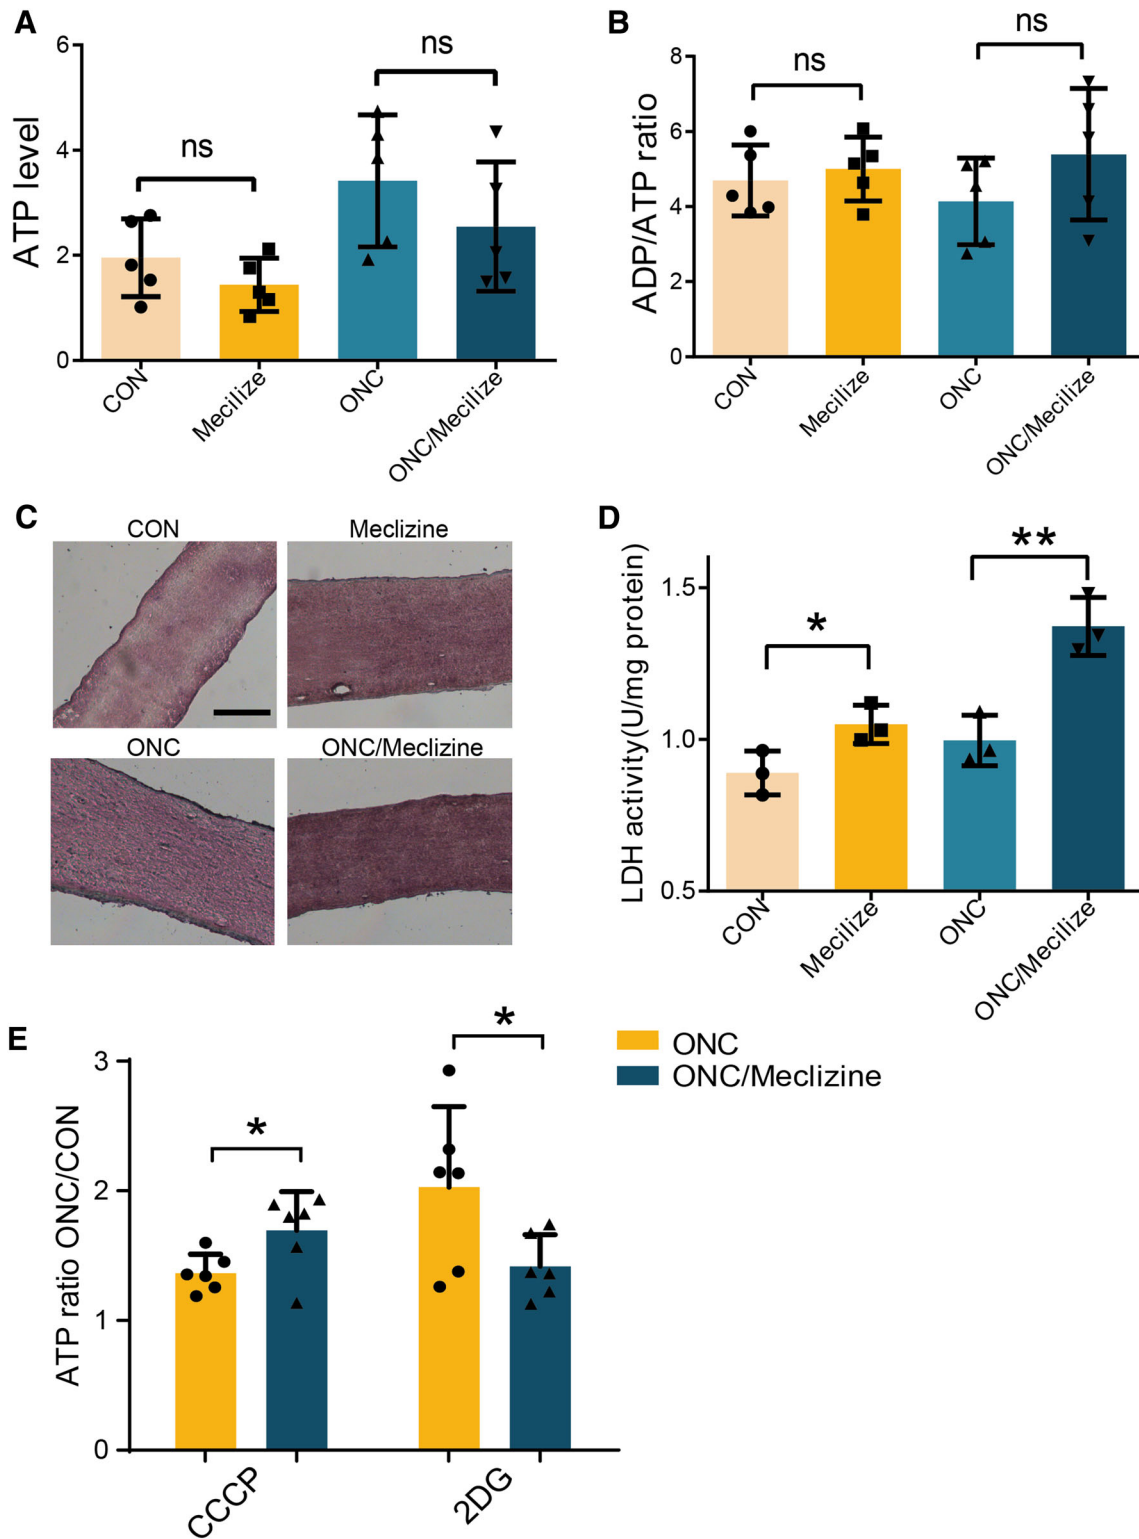 A
ATP level
6
4
2
0
ns
ns
CON
Mecilize
ONC
ONC/Mecilize
B
ADP/ATP ratio
8
6
4
2
0
ns
ns
CON
Mecilize
ONC
ONC/Mecilize
C
CON
Meclizine
ONC
ONC/Meclizine
D
LDH activity(U/mg protein)
1.5
1.0
0.5
*
**
CON
Mecilize
ONC
ONC/Mecilize
E
ATP ratio ONC/CON
3
2
1
0
*
*
CCCP
2DG
ONC
ONC/Meclizine